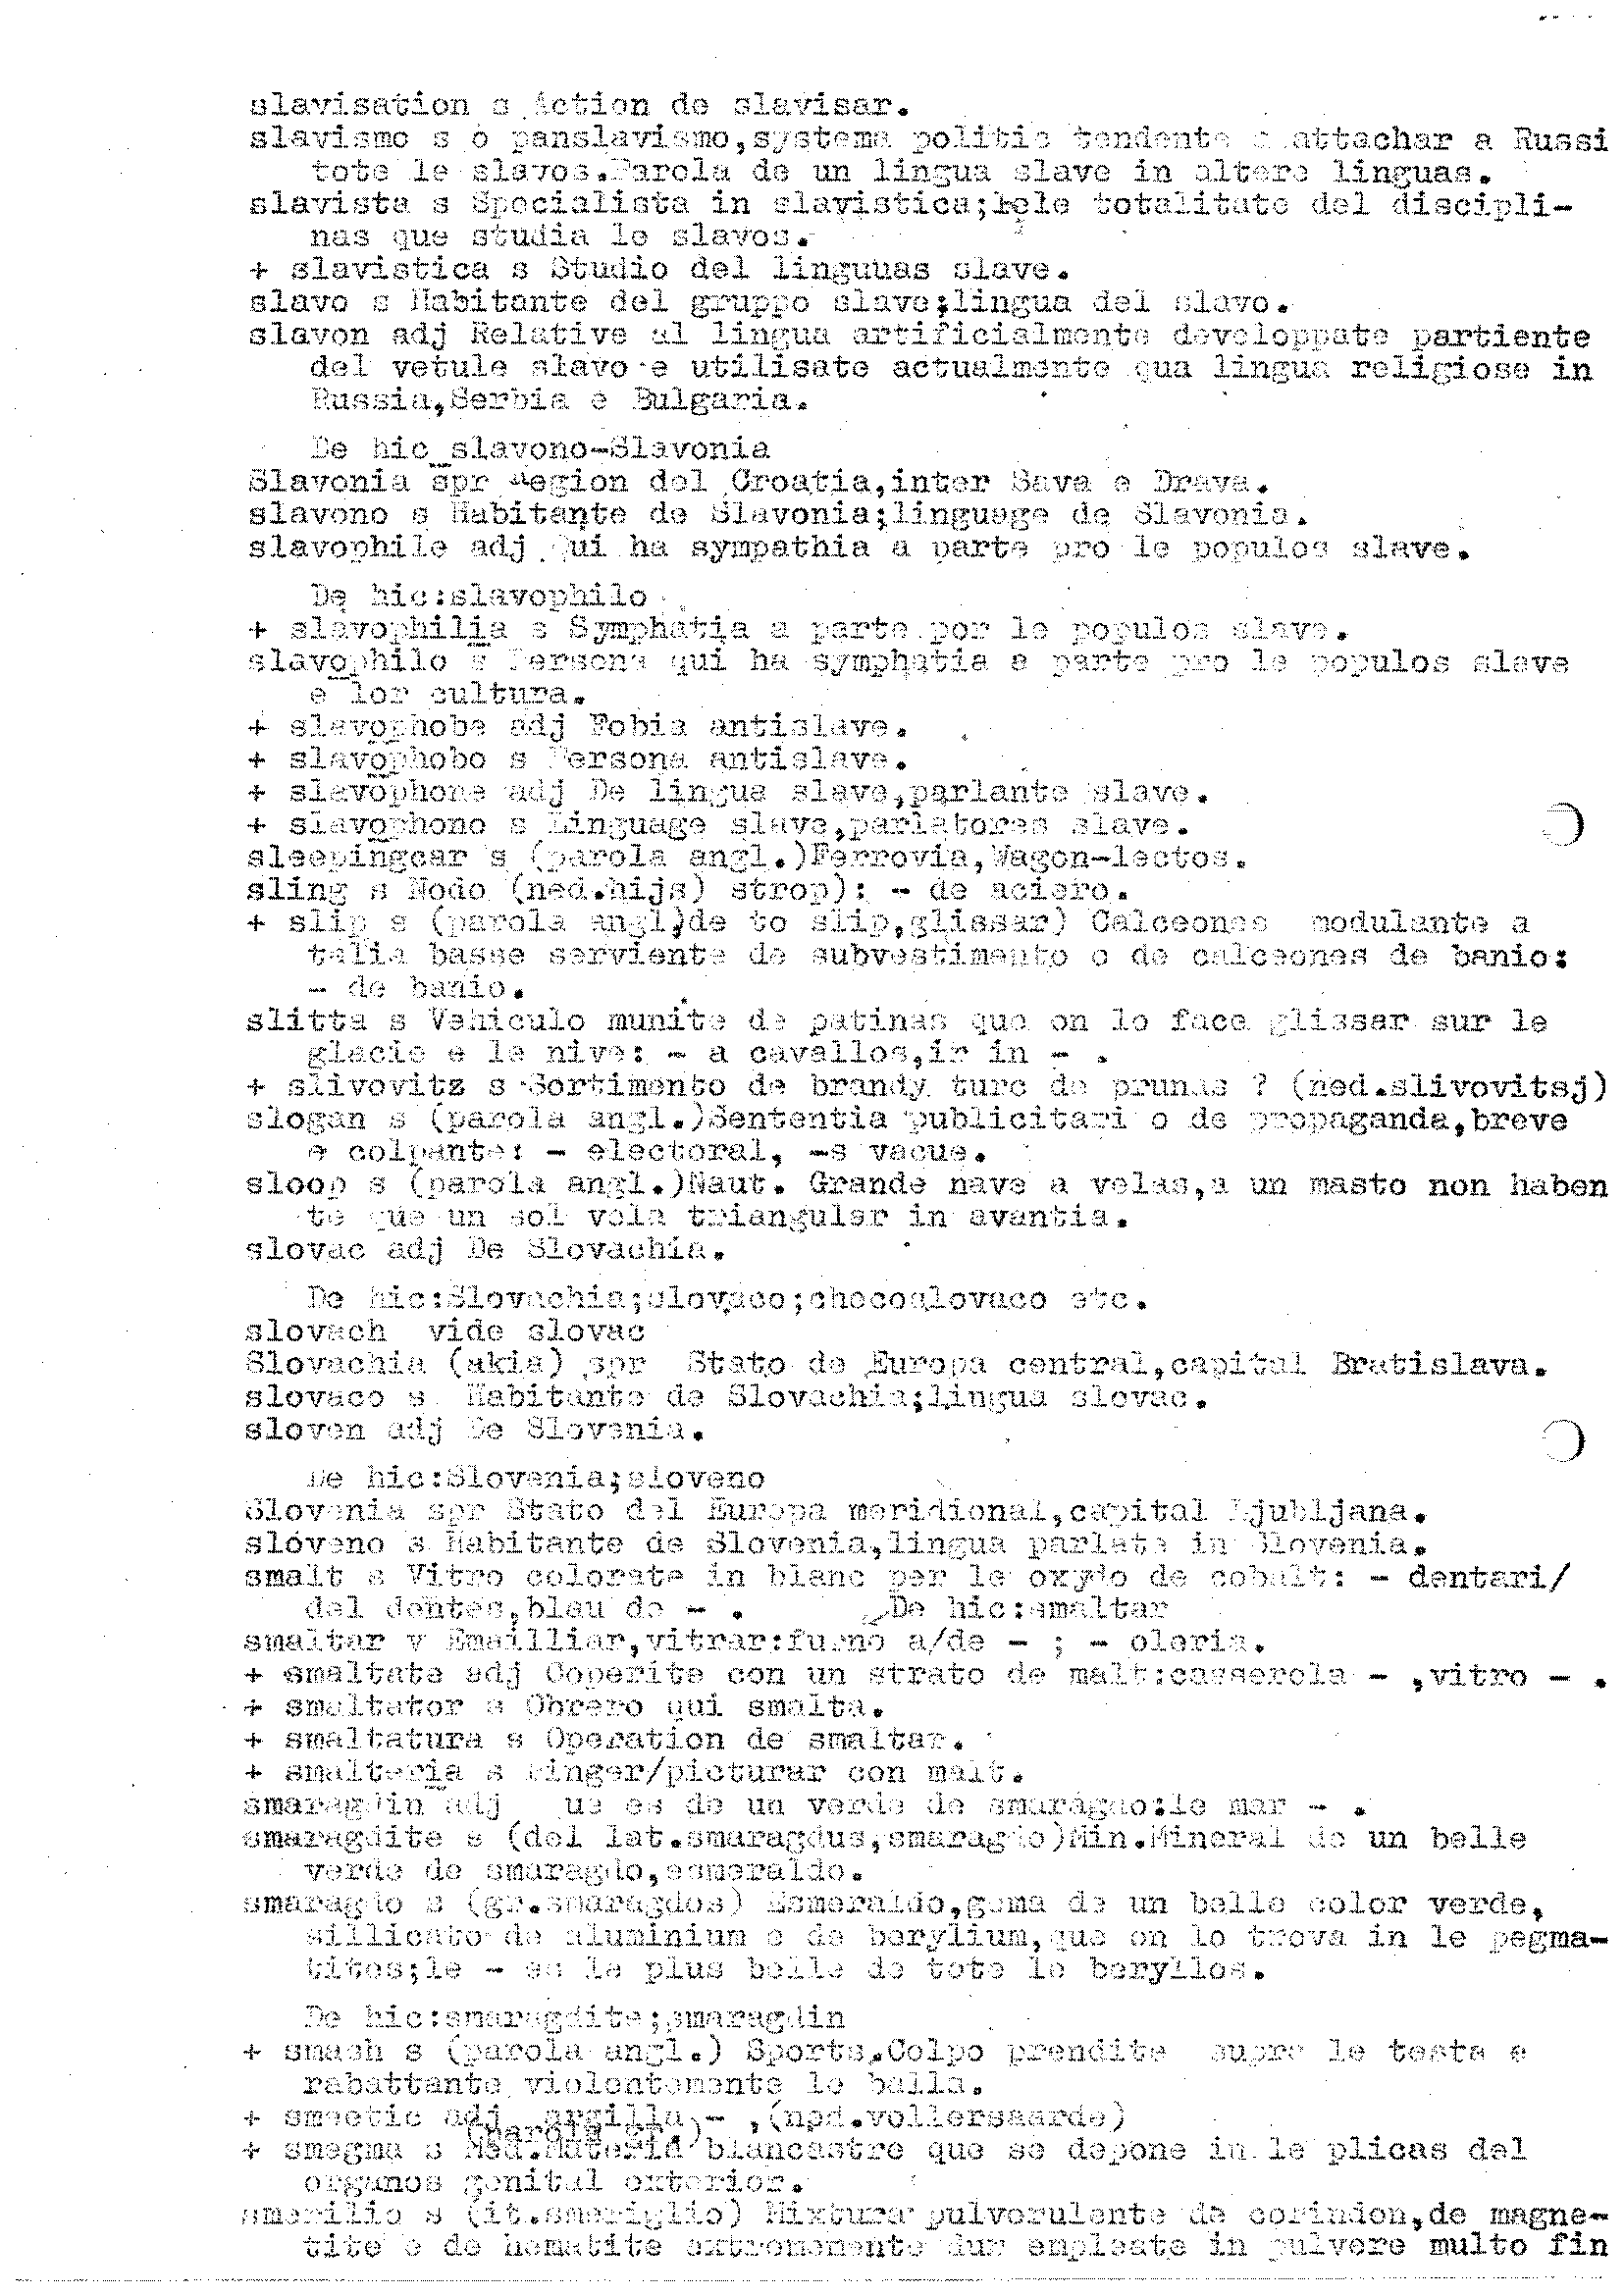 slavisation s Action de slavisar.
slavismo s o panslavismo,systema politic tendente a attachar a Russi
tote le slavos.Parola de un lingua slave in altere linguas.
slavista s Specialista in slavistica; le totalitate del discipli-
nas que studia le slavos.
+ slavistica s Studio del linguuas slave.
slavo s Habitante del gruppo slave;lingua del slavo.
slavon adj Relative al lingua artificialmente developpate partiente
del vetule slavo e utilisate actualmente qua lingua religiose in
Russia,Serbia e Bulgaria.
De hic slavono-Slavonia
Slavonia spr Region del Croatia,inter Sava e Drava.
slavono s Habitante de Slavonia;linguage de Slavonia.
slavophile adj Qui ha sympathia a parte pro le populos slave.
De hic:slavophilo
+ slavophilia s Symphatia a parte por le populos slave.
slavophilo s Persona qui ha symphatia a parte pro le populos slave
e lor cultura.
+ slavophobe adj Fobia antislave.
+ slavophobo s Persona antislave.
+ slavophone adj De lingua slave,parlante slave.
+ slavophono s Linguage slave,parlatores slave.
sleepingcar s (parola angl.)Ferrovia,Wagon-lectos.
sling s Nodo (ned.hijs) strop): - de aciero.
+ slip s (parola angl,de to slip,glissar) Calceones modulante a
talia basse serviente de subvestimento o de calceones de banio:
- de banio.
slitta s Vehiculo munite de patinas que on lo face glissar sur le
glacie e le nive: - a cavallos,ir in - .
+ slivovitz s Sortimento de brandy turc de prunas ? (ned.slivovitsj)
slogan s (parola angl.)Sententia publicitari o de propaganda,breve
e colpante: - electoral, -s vacue.
sloop s (parola angl.)Naut. Grande nave a velas,a un masto non haben
te que un sol vela triangular in avantia.
slovac adj De Slovachia.
De hic:Slovachia;slovaco;checoslovaco etc.
slovach vide slovac
Slovachia (akia) spr Stato de Europa central,capital Bratislava.
slovaco s Habitante de Slovachia;lingua slovac.
sloven adj De Slovenia.
De hic:Slovenia;sloveno
Slovenia spr Stato del Europa meridional,capital Ljubljana.
sloveno s Habitante de Slovenia,lingua parlate in Slovenia.
smalt s Vitro colorate in blanc per le oxydo de cobalt: - dentari/
del dentes,blau de - . De hic:smaltar
smaltar v Emailliar,vitrar:furno a/de - ; - oleria.
+ smaltate adj Coperite con un strato de malt:casserola - ,vitro - .
+ smaltator s Obrero qui smalta.
+ smaltatura s Operation de smaltar.
+ smalteria s Pinger/picturar con malt.
smaragdin adj ue es de un verde de smaragdo:le mar - .
smaragdite s (del lat.smaragdus,smaragdo)Min.Mineral de un belle
verde de smaragdo,esmeraldo.
smaragdo s (gr.smaragdos) Esmeraldo,gema de un belle color verde,
sillicato de aluminium e de berylium,que on lo trova in le pegma-
tites;le - es le plus belle de tote le beryllos.
De hic:smaragdite;smaragdin
+ smash s (parola angl.) Sports.Colpo prendite supre le testa e
rabattante violentemente le balla.
+ smectic adj argilla - ,(ned.vollersaarde)
(parola gr.)
+ smegma s Med.Materia blancastre que se depone in le plicas del
organos genital exterior.
smerilio s (it.smeriglio) Mixtura pulverulente de corindon,de magne-
tite e de hematite extrememente dur empleate in pulvere multo fin